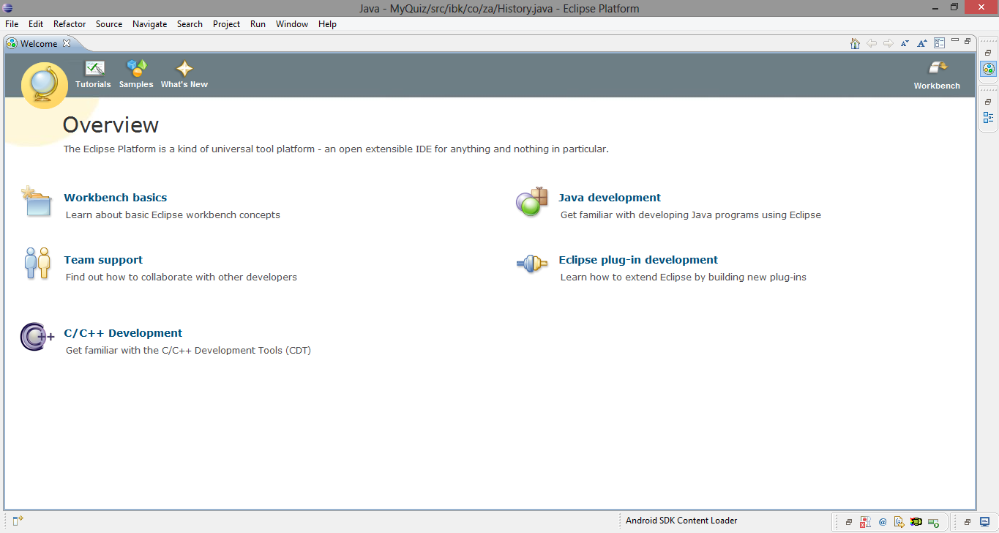 Java - MyQuiz/src/ibk/co/za/History.java - Eclipse Platform
File Edit Refactor Source Navigate Search Project Run Window Help
Welcome
Tutorials Samples What's New Workbench
Overview
The Eclipse Platform is a kind of universal tool platform - an open extensible IDE for anything and nothing in particular.
Workbench basics
Learn about basic Eclipse workbench concepts
Java development
Get familiar with developing Java programs using Eclipse
Team support
Find out how to collaborate with other developers
Eclipse plug-in development
Learn how to extend Eclipse by building new plug-ins
C/C++ Development
Get familiar with the C/C++ Development Tools (CDT)
Android SDK Content Loader